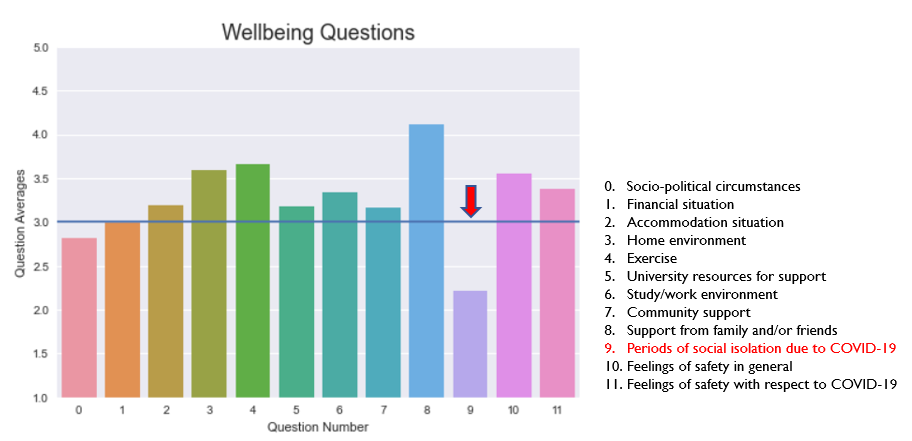 Wellbeing Questions
5.0
4.5
4.0
3.5
3.0
2.5
2.0
1.5
1.0
Question Averages
0 1 2 3 4 5 6 7 8 9 10 11
Question Number
0. Socio-political circumstances
1. Financial situation
2. Accommodation situation
3. Home environment
4. Exercise
5. University resources for support
6. Study/work environment
7. Community support
8. Support from family and/or friends
9. Periods of social isolation due to COVID-19
10. Feelings of safety in general
11. Feelings of safety with respect to COVID-19